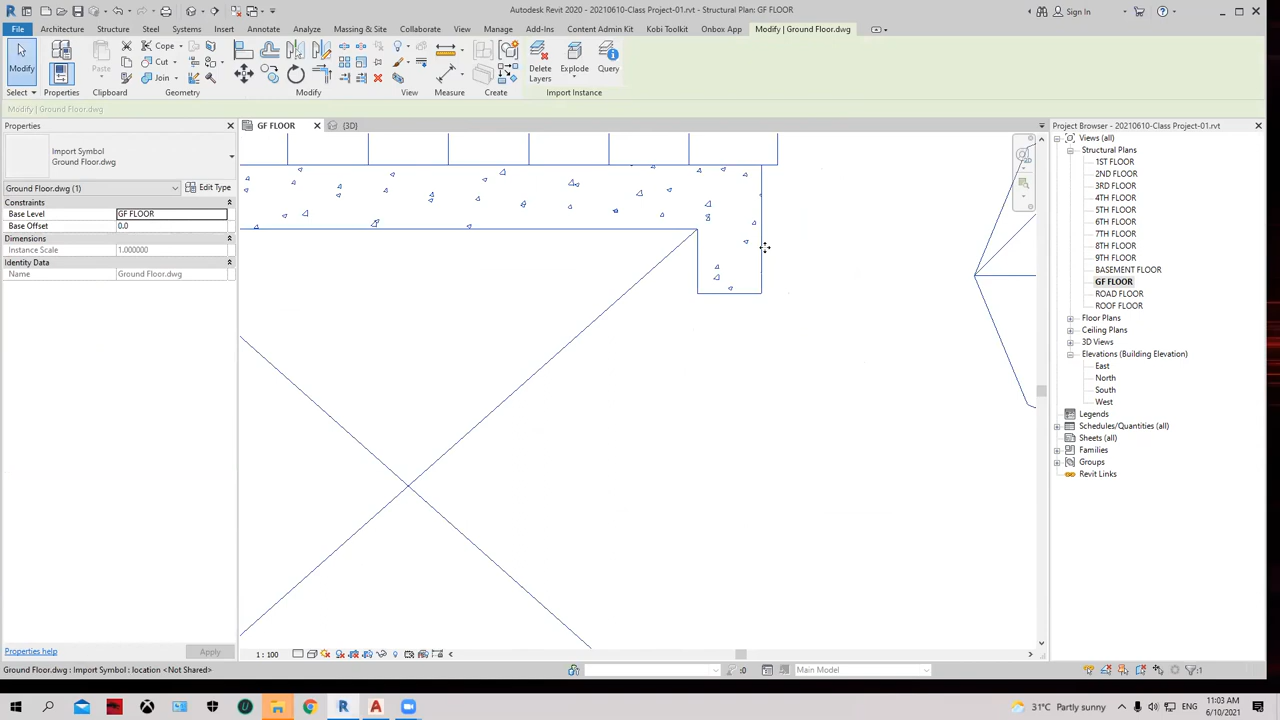 Autodesk Revit 2020 - 20210610-Class Project-01.rvt - Structural Plan: GF FLOOR
Sign In
File Architecture Structure Steel Systems Insert Annotate Analyze Massing & Site Collaborate View Manage Add-Ins Content Admin Kit Kobi Toolkit Onbox App Modify | Ground Floor.dwg
Modify Paste Cope Cut Join Delete Layers Explode Query
Select Properties Clipboard Geometry Modify View Measure Create Import Instance
Modify | Ground Floor.dwg
Properties
Import Symbol
Ground Floor.dwg
Ground Floor.dwg (1) Edit Type
Constraints
Base Level GF FLOOR
Base Offset 0.0
Dimensions
Instance Scale 1.000000
Identity Data
Name Ground Floor.dwg
Properties help Apply
GF FLOOR {3D}
Project Browser - 20210610-Class Project-01.rvt
Views (all)
Structural Plans
1ST FLOOR
2ND FLOOR
3RD FLOOR
4TH FLOOR
5TH FLOOR
6TH FLOOR
7TH FLOOR
8TH FLOOR
9TH FLOOR
BASEMENT FLOOR
GF FLOOR
ROAD FLOOR
ROOF FLOOR
Floor Plans
Ceiling Plans
3D Views
Elevations (Building Elevation)
East
North
South
West
Legends
Schedules/Quantities (all)
Sheets (all)
Families
Groups
Revit Links
1 : 100
Ground Floor.dwg : Import Symbol : location <Not Shared> :0 Main Model :1
31°C Partly sunny ENG 11:03 AM
6/10/2021